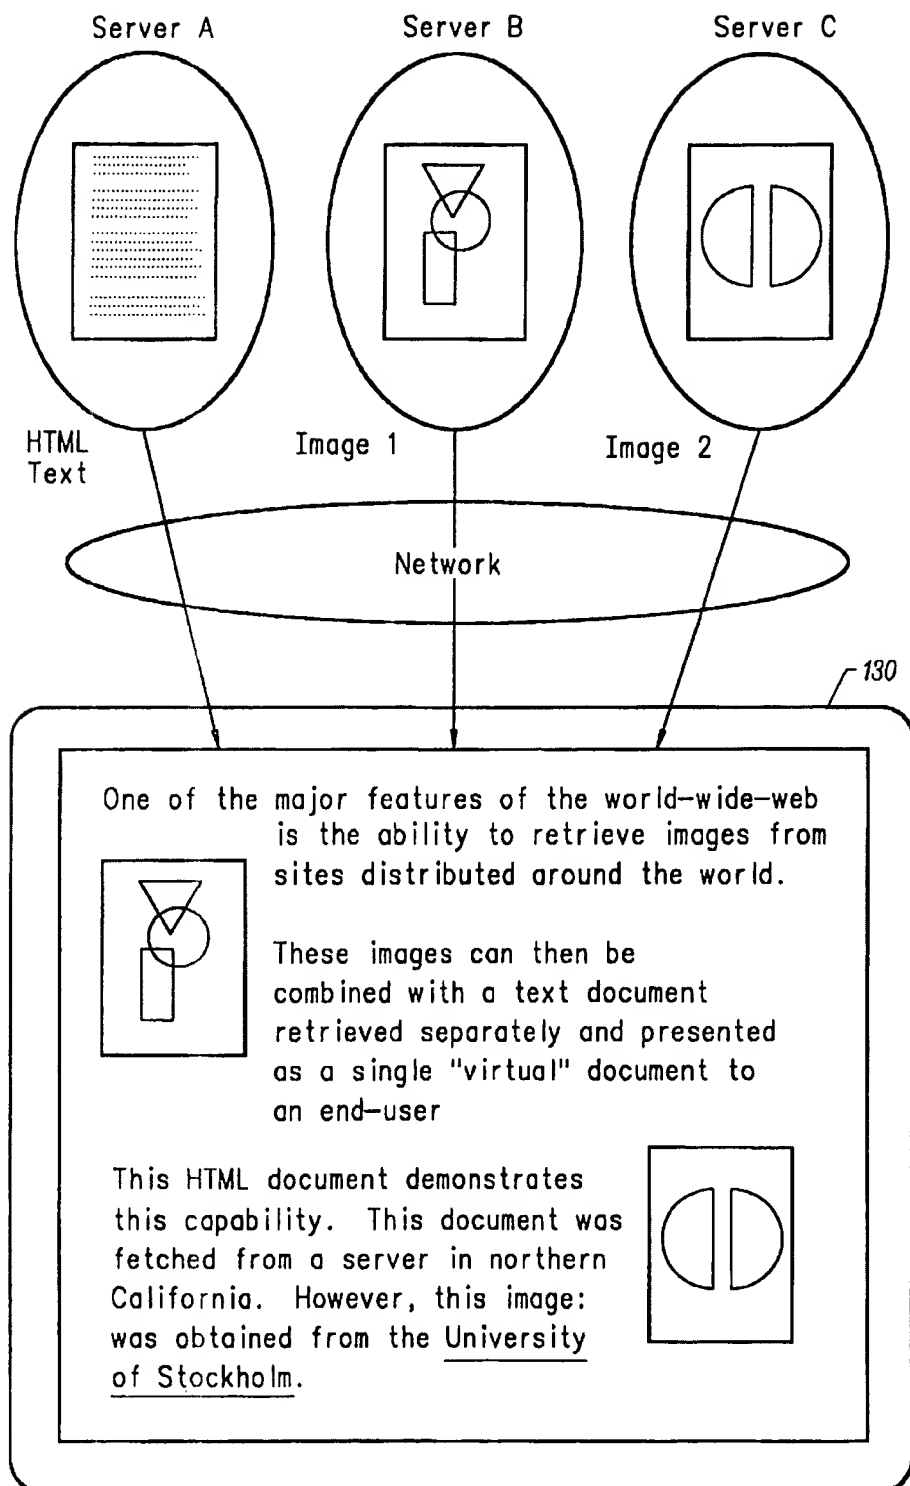 Server A
Server B
Server C
HTML
Text
Image 1
Image 2
Network
130
One of the major features of the world-wide-web
is the ability to retrieve images from
sites distributed around the world.
These images can then be
combined with a text document
retrieved separately and presented
as a single "virtual" document to
an end-user
This HTML document demonstrates
this capability. This document was
fetched from a server in northern
California. However, this image:
was obtained from the University
of Stockholm.